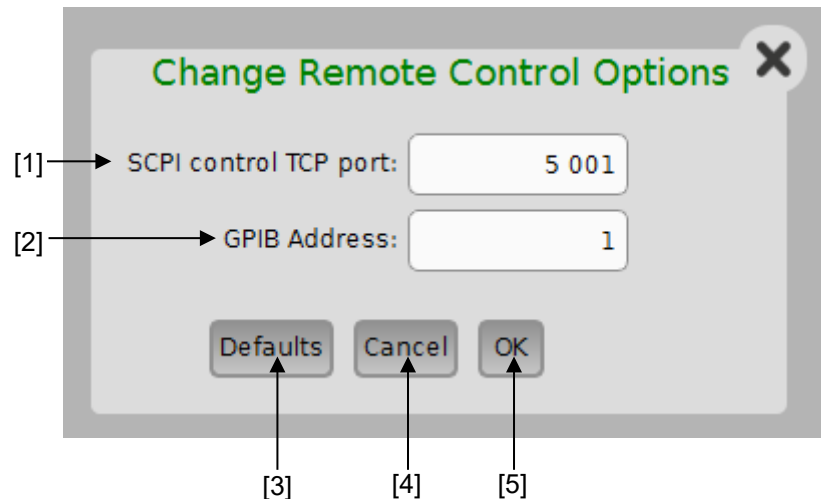 Change Remote Control Options
[1] SCPI control TCP port: 5 001
[2] GPIB Address: 1
Defaults Cancel OK
[3] [4] [5]